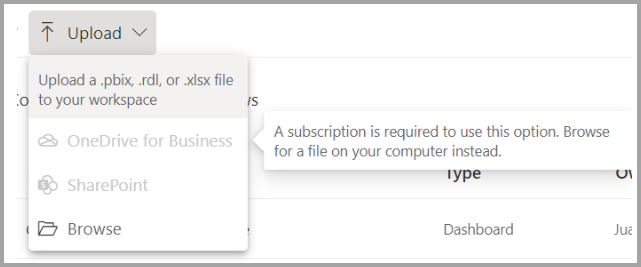 Upload
Upload a .pbix, .rdl, or .xlsx file
to your workspace
OneDrive for Business
A subscription is required to use this option. Browse
for a file on your computer instead.
SharePoint
Type
Browse
Dashboard